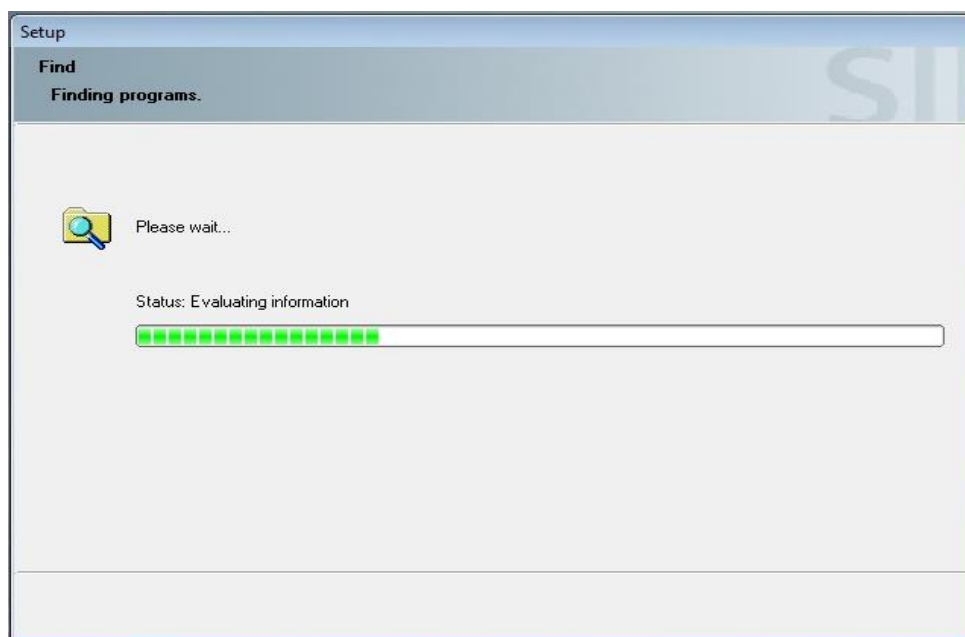 Setup
Find
Finding programs.
Please wait...
Status: Evaluating information